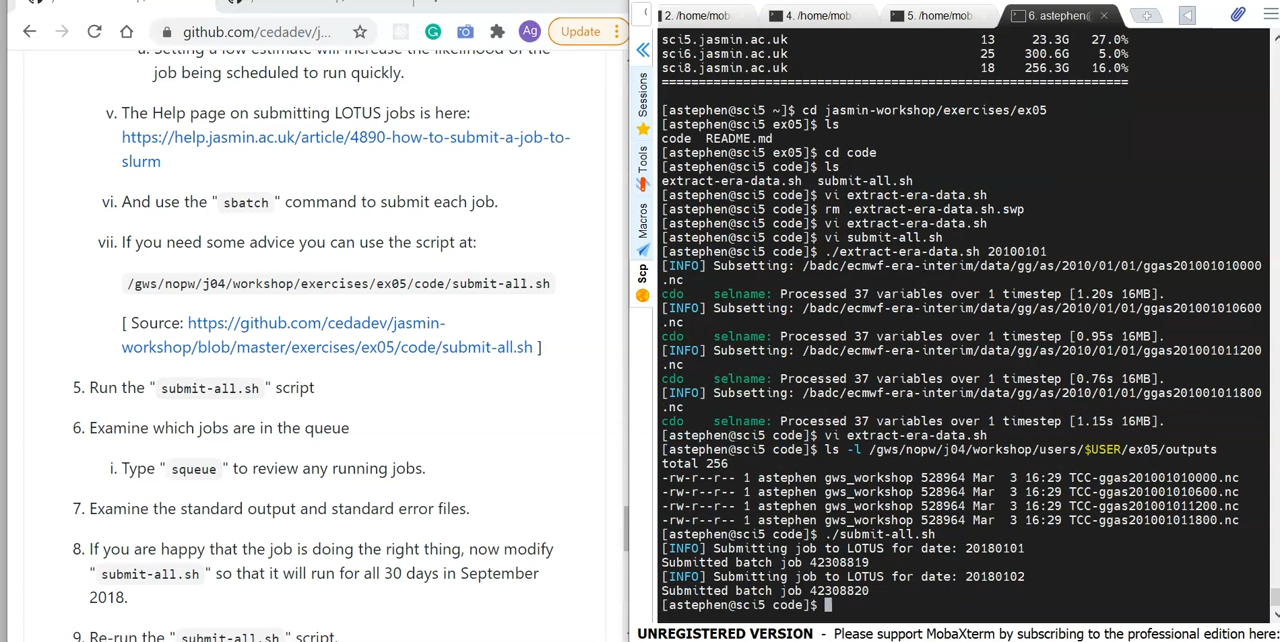 github.com/cedadev/j...
Ag
Update
a. Setting a low estimate will increase the likelihood of the
job being scheduled to run quickly.
v. The Help page on submitting LOTUS jobs is here:
https://help.jasmin.ac.uk/article/4890-how-to-submit-a-job-to-
slurm
vi. And use the " sbatch " command to submit each job.
vii. If you need some advice you can use the script at:
/gws/nopw/j04/workshop/exercises/ex05/code/submit-all.sh
[ Source: https://github.com/cedadev/jasmin-
workshop/blob/master/exercises/ex05/code/submit-all.sh ]
5. Run the " submit-all.sh " script
6. Examine which jobs are in the queue
i. Type " squeue " to review any running jobs.
7. Examine the standard output and standard error files.
8. If you are happy that the job is doing the right thing, now modify
" submit-all.sh " so that it will run for all 30 days in September
2018.
9. Re-run the " submit-all.sh " script.
2. /home/mob
4. /home/mob
5. /home/mob
6. astephen@
Sessions
Tools
Macros
Scp
sci5.jasmin.ac.uk 13 23.3G 27.0%
sci6.jasmin.ac.uk 25 300.6G 5.0%
sci8.jasmin.ac.uk 18 256.3G 16.0%
==============================================================
[astephen@sci5 ~]$ cd jasmin-workshop/exercises/ex05
[astephen@sci5 ex05]$ ls
code README.md
[astephen@sci5 ex05]$ cd code
[astephen@sci5 code]$ ls
extract-era-data.sh submit-all.sh
[astephen@sci5 code]$ vi extract-era-data.sh
[astephen@sci5 code]$ rm .extract-era-data.sh.swp
[astephen@sci5 code]$ vi extract-era-data.sh
[astephen@sci5 code]$ vi submit-all.sh
[astephen@sci5 code]$ ./extract-era-data.sh 20100101
[INFO] Subsetting: /badc/ecmwf-era-interim/data/gg/as/2010/01/01/ggas201001010000
.nc
cdo selname: Processed 37 variables over 1 timestep [1.20s 16MB].
[INFO] Subsetting: /badc/ecmwf-era-interim/data/gg/as/2010/01/01/ggas201001010600
.nc
cdo selname: Processed 37 variables over 1 timestep [0.95s 16MB].
[INFO] Subsetting: /badc/ecmwf-era-interim/data/gg/as/2010/01/01/ggas201001011200
.nc
cdo selname: Processed 37 variables over 1 timestep [0.76s 16MB].
[INFO] Subsetting: /badc/ecmwf-era-interim/data/gg/as/2010/01/01/ggas201001011800
.nc
cdo selname: Processed 37 variables over 1 timestep [1.15s 16MB].
[astephen@sci5 code]$ vi extract-era-data.sh
[astephen@sci5 code]$ ls -l /gws/nopw/j04/workshop/users/$USER/ex05/outputs
total 256
-rw-r--r-- 1 astephen gws_workshop 528964 Mar 3 16:29 TCC-ggas201001010000.nc
-rw-r--r-- 1 astephen gws_workshop 528964 Mar 3 16:29 TCC-ggas201001010600.nc
-rw-r--r-- 1 astephen gws_workshop 528964 Mar 3 16:29 TCC-ggas201001011200.nc
-rw-r--r-- 1 astephen gws_workshop 528964 Mar 3 16:29 TCC-ggas201001011800.nc
[astephen@sci5 code]$ ./submit-all.sh
[INFO] Submitting job to LOTUS for date: 20180101
Submitted batch job 42308819
[INFO] Submitting job to LOTUS for date: 20180102
Submitted batch job 42308820
[astephen@sci5 code]$
UNREGISTERED VERSION - Please support MobaXterm by subscribing to the professional edition here